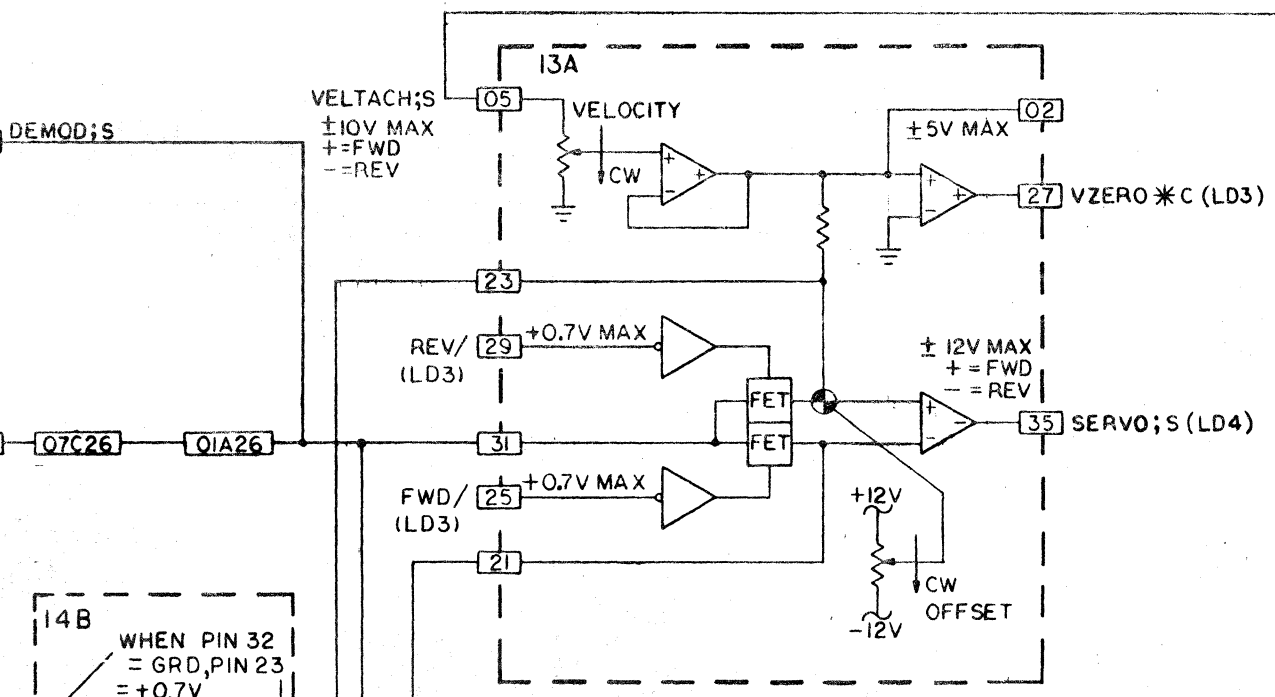 13A
VELTACH;S
±10V MAX
+=FWD
-=REV
05
VELOCITY
CW
+
-
+
±5V MAX
02
+
-
+
27
VZERO*C (LD3)
DEMOD;S
23
REV/
(LD3)
29
+0.7V MAX
FET
FET
± 12V MAX
+ = FWD
- = REV
+
-
-
35
SERVO;S (LD4)
07C26
01A26
31
FWD/
(LD3)
25
+0.7V MAX
21
+12V
CW
OFFSET
-12V
14B
WHEN PIN 32
= GRD, PIN 23
= +0.7V